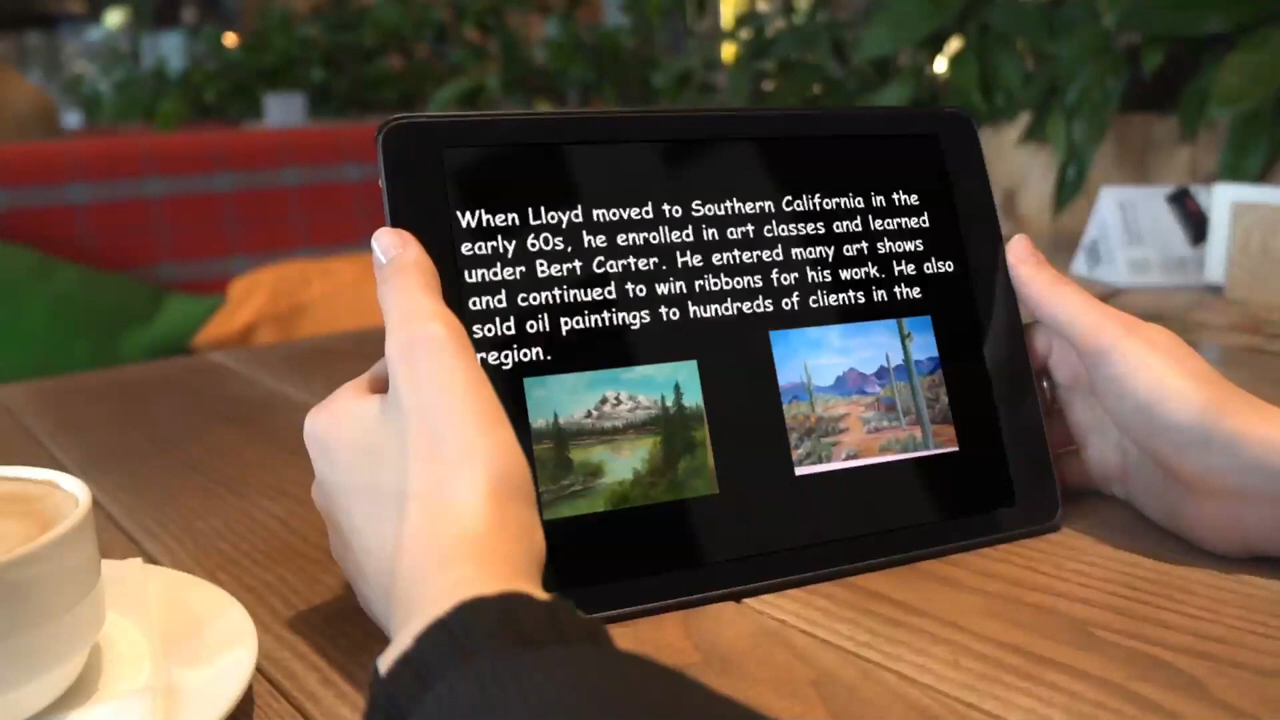 When Lloyd moved to Southern California in the
early 60s, he enrolled in art classes and learned
under Bert Carter. He entered many art shows
and continued to win ribbons for his work. He also
sold oil paintings to hundreds of clients in the
region.